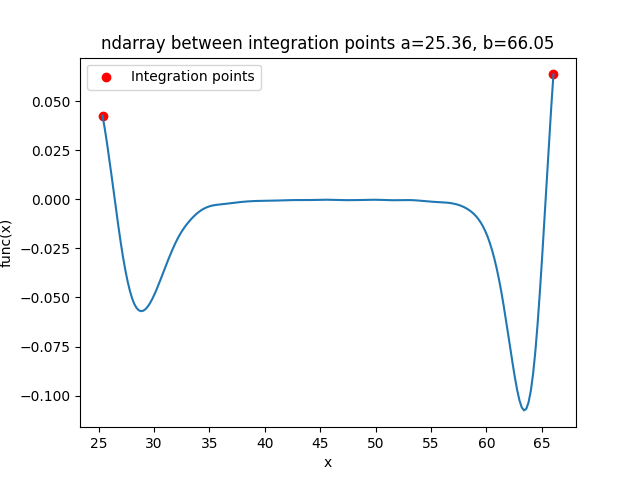 ndarray between integration points a=25.36, b=66.05
Integration points
0.050
0.025
0.000
−0.025
−0.050
−0.075
−0.100
func(x)
25 30 35 40 45 50 55 60 65
x